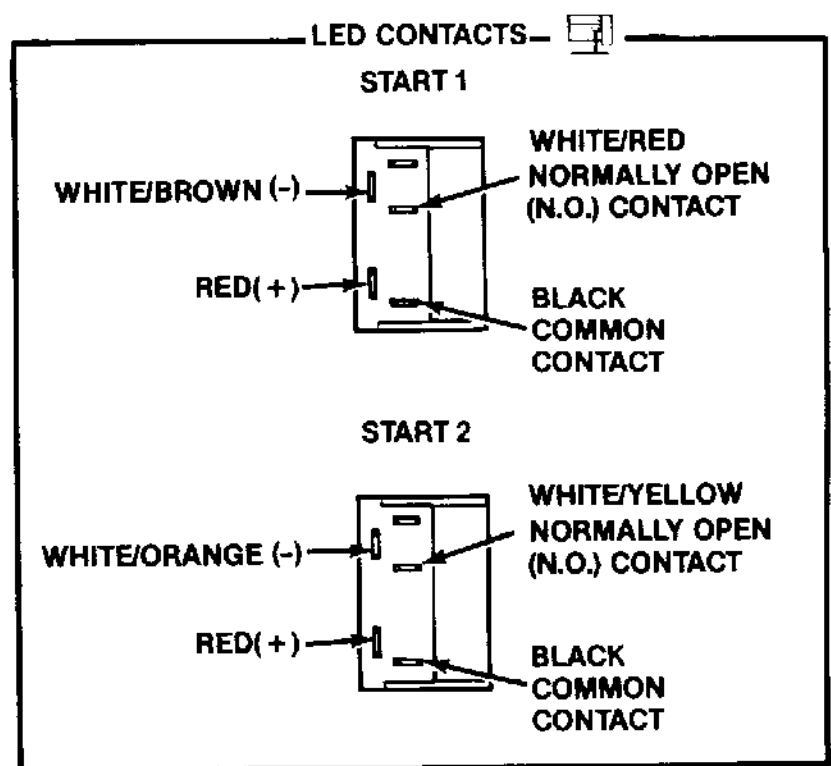 LED CONTACTS
START 1
WHITE/BROWN (-)
WHITE/RED
NORMALLY OPEN
(N.O.) CONTACT
RED(+)
BLACK
COMMON
CONTACT
START 2
WHITE/ORANGE (-)
WHITE/YELLOW
NORMALLY OPEN
(N.O.) CONTACT
RED(+)
BLACK
COMMON
CONTACT